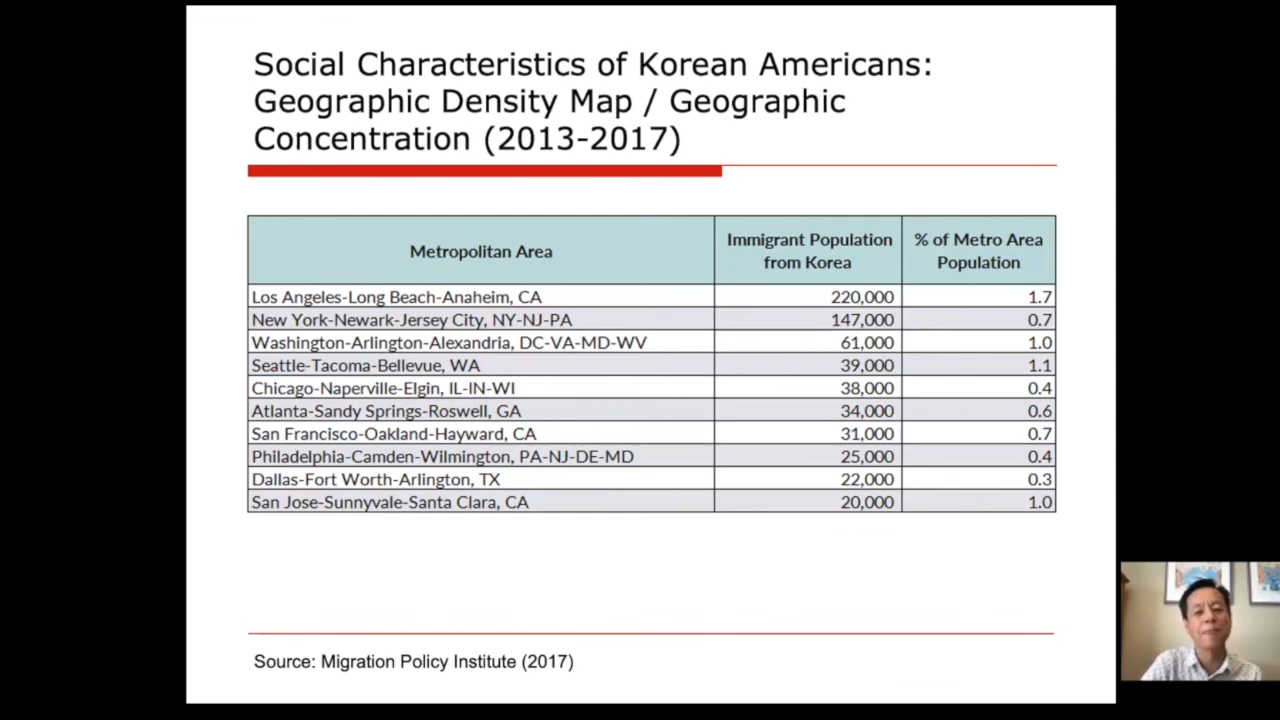 Social Characteristics of Korean Americans:
Geographic Density Map / Geographic
Concentration (2013-2017)
Metropolitan Area
Immigrant Population
from Korea
% of Metro Area
Population
Los Angeles-Long Beach-Anaheim, CA 220,000 1.7
New York-Newark-Jersey City, NY-NJ-PA 147,000 0.7
Washington-Arlington-Alexandria, DC-VA-MD-WV 61,000 1.0
Seattle-Tacoma-Bellevue, WA 39,000 1.1
Chicago-Naperville-Elgin, IL-IN-WI 38,000 0.4
Atlanta-Sandy Springs-Roswell, GA 34,000 0.6
San Francisco-Oakland-Hayward, CA 31,000 0.7
Philadelphia-Camden-Wilmington, PA-NJ-DE-MD 25,000 0.4
Dallas-Fort Worth-Arlington, TX 22,000 0.3
San Jose-Sunnyvale-Santa Clara, CA 20,000 1.0
Source: Migration Policy Institute (2017)